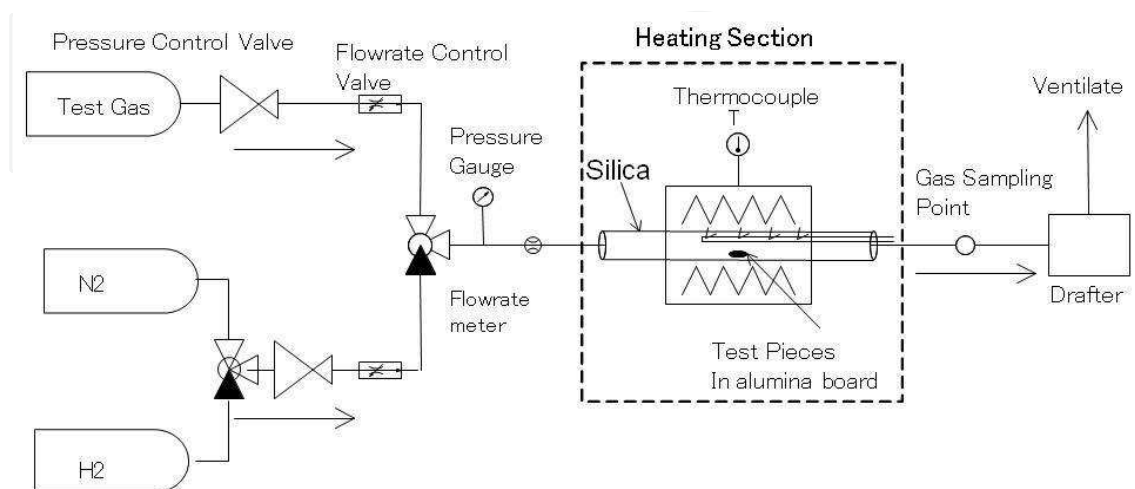 Pressure Control Valve
Flowrate Control
Valve
Test Gas
Heating Section
Thermocouple
T
Ventilate
Pressure
Gauge
Silica
Gas Sampling
Point
N2
Flowrate
meter
Drafter
Test Pieces
In alumina board
H2